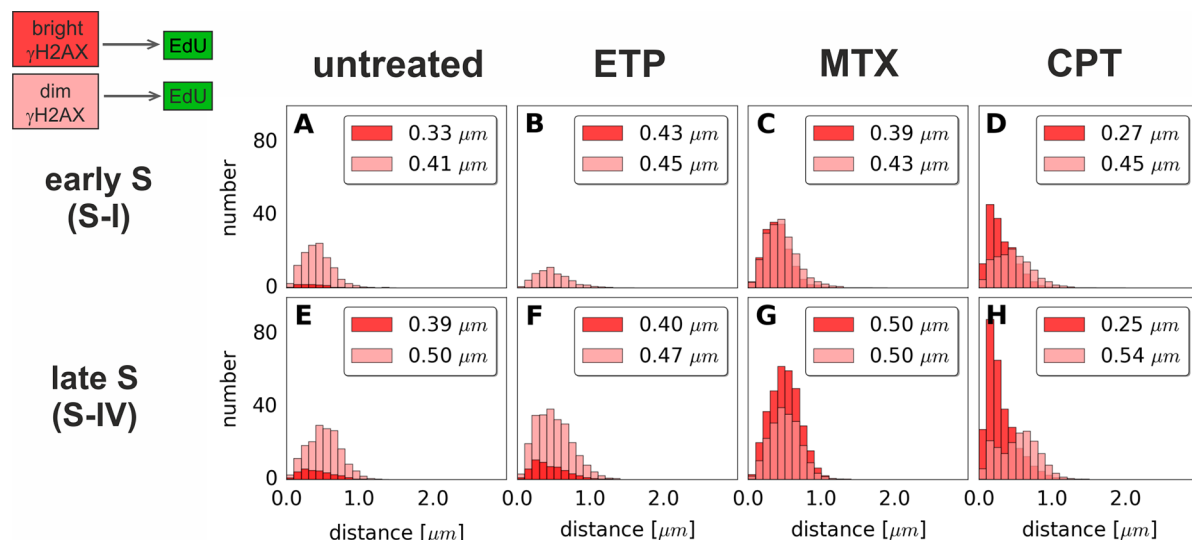 bright
γH2AX
EdU
dim
γH2AX
EdU
untreated
ETP
MTX
CPT
early S
(S-I)
number
80
40
0
A
0.33 μm
0.41 μm
B
0.43 μm
0.45 μm
C
0.39 μm
0.43 μm
D
0.27 μm
0.45 μm
late S
(S-IV)
number
80
40
0
E
0.39 μm
0.50 μm
F
0.40 μm
0.47 μm
G
0.50 μm
0.50 μm
H
0.25 μm
0.54 μm
0.0 1.0 2.0
0.0 1.0 2.0
0.0 1.0 2.0
0.0 1.0 2.0
distance [μm]
distance [μm]
distance [μm]
distance [μm]